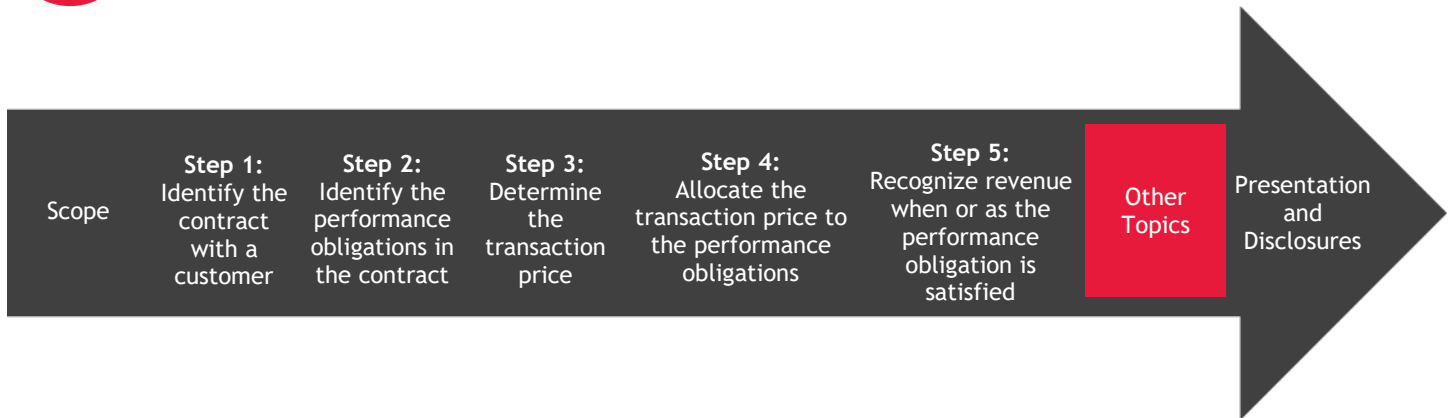 Scope
Step 1:
Identify the
contract
with a
customer
Step 2:
Identify the
performance
obligations in
the contract
Step 3:
Determine
the
transaction
price
Step 4:
Allocate the
transaction price to
the performance
obligations
Step 5:
Recognize revenue
when or as the
performance
obligation is
satisfied
Other
Topics
Presentation
and
Disclosures